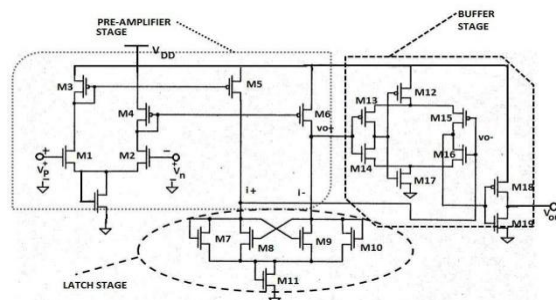 PRE-AMPLIFIER
STAGE
BUFFER
STAGE
VDD
M3
M5
M4
M6
M12
M13
M15
vo+
vo-
M1
M2
M14
M16
M17
M18
M19
+
Vp
-
-
Vn
+
i+
i-
M7
M8
M9
M10
M11
LATCH STAGE